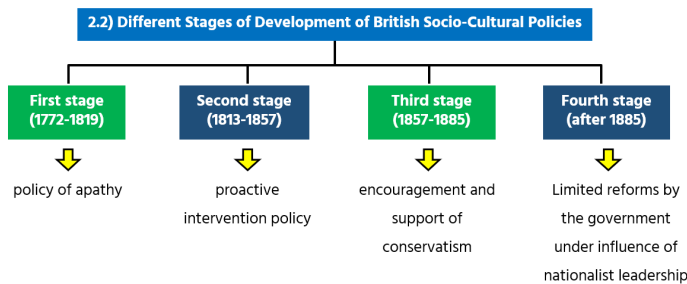 2.2) Different Stages of Development of British Socio-Cultural Policies
First stage
(1772-1819)
policy of apathy
Second stage
(1813-1857)
proactive
intervention policy
Third stage
(1857-1885)
encouragement and
support of
conservatism
Fourth stage
(after 1885)
Limited reforms by
the government
under influence of
nationalist leadership